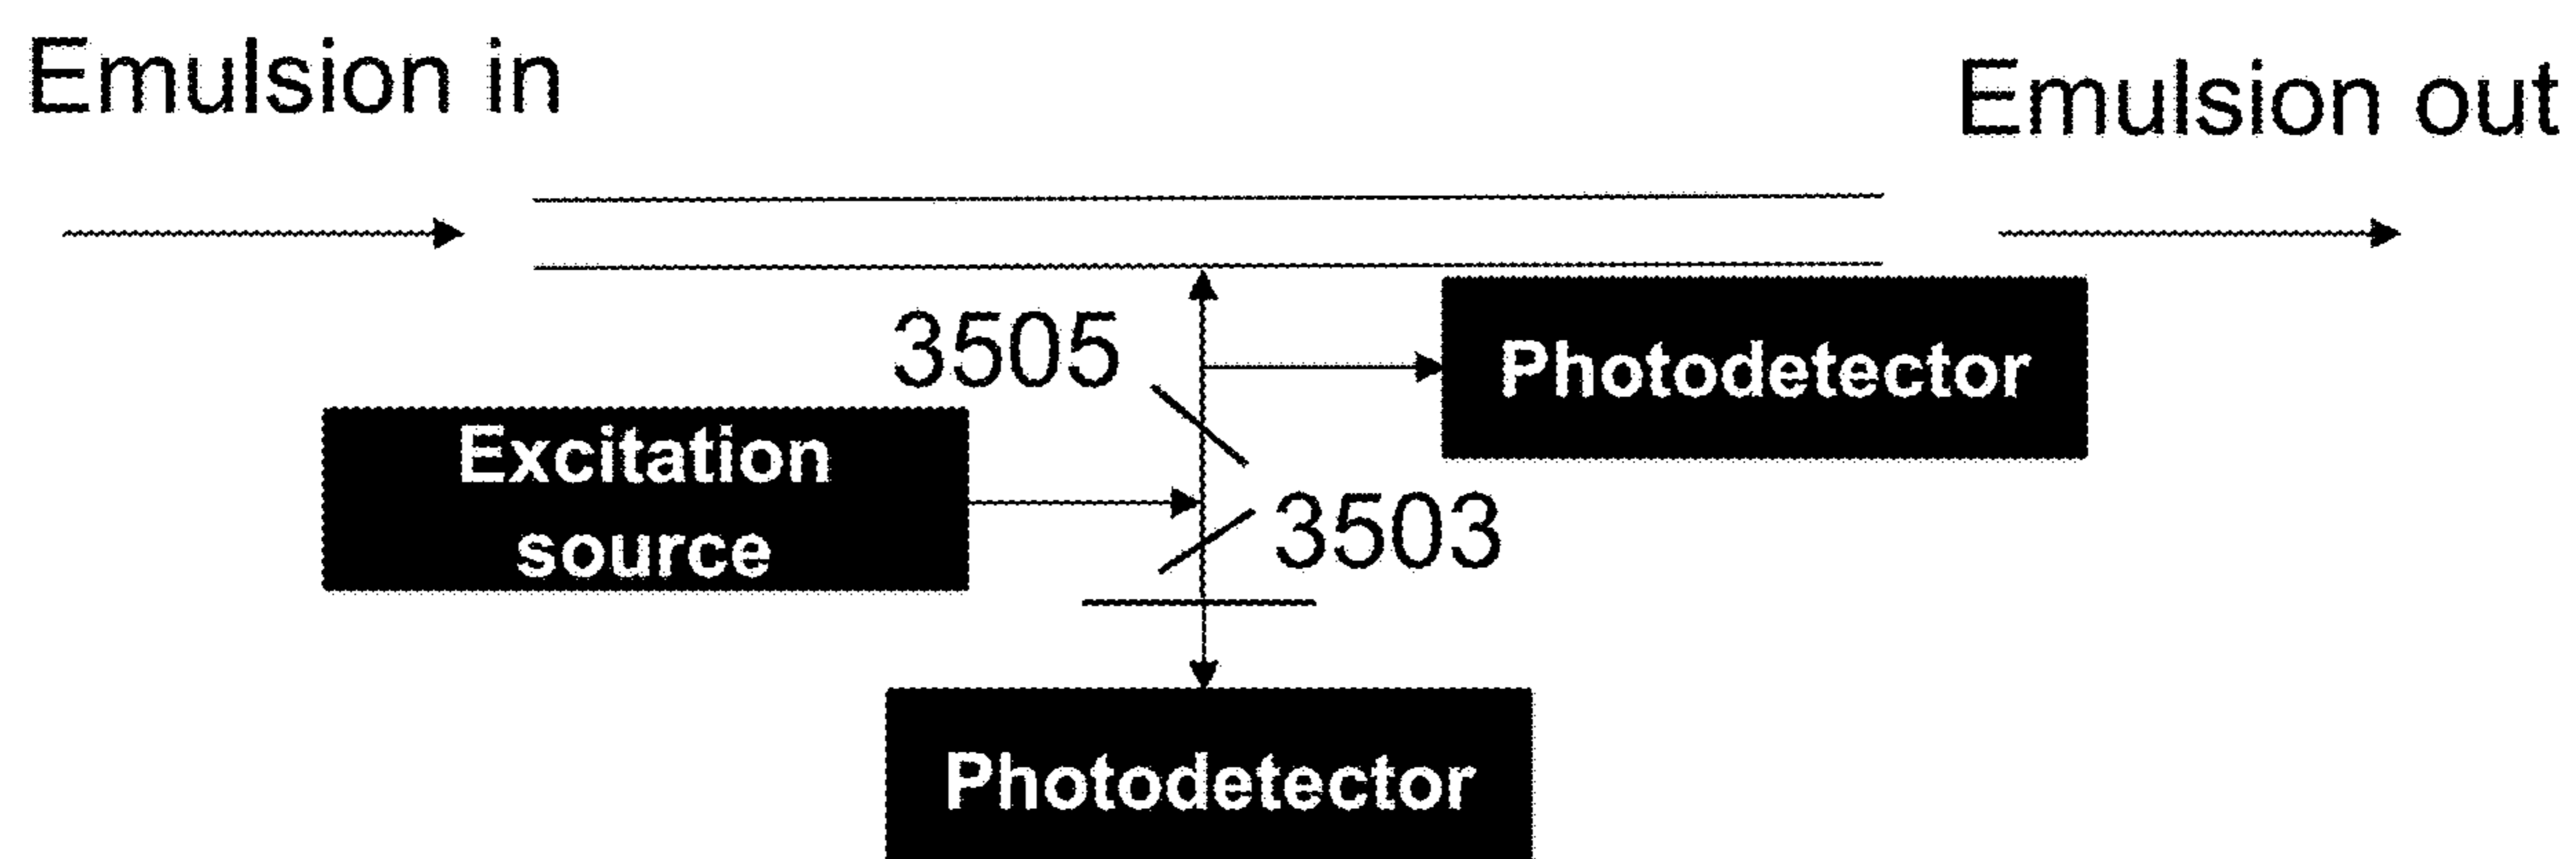 Emulsion in
Emulsion out
3505
Photodetector
Excitation
source
3503
Photodetector